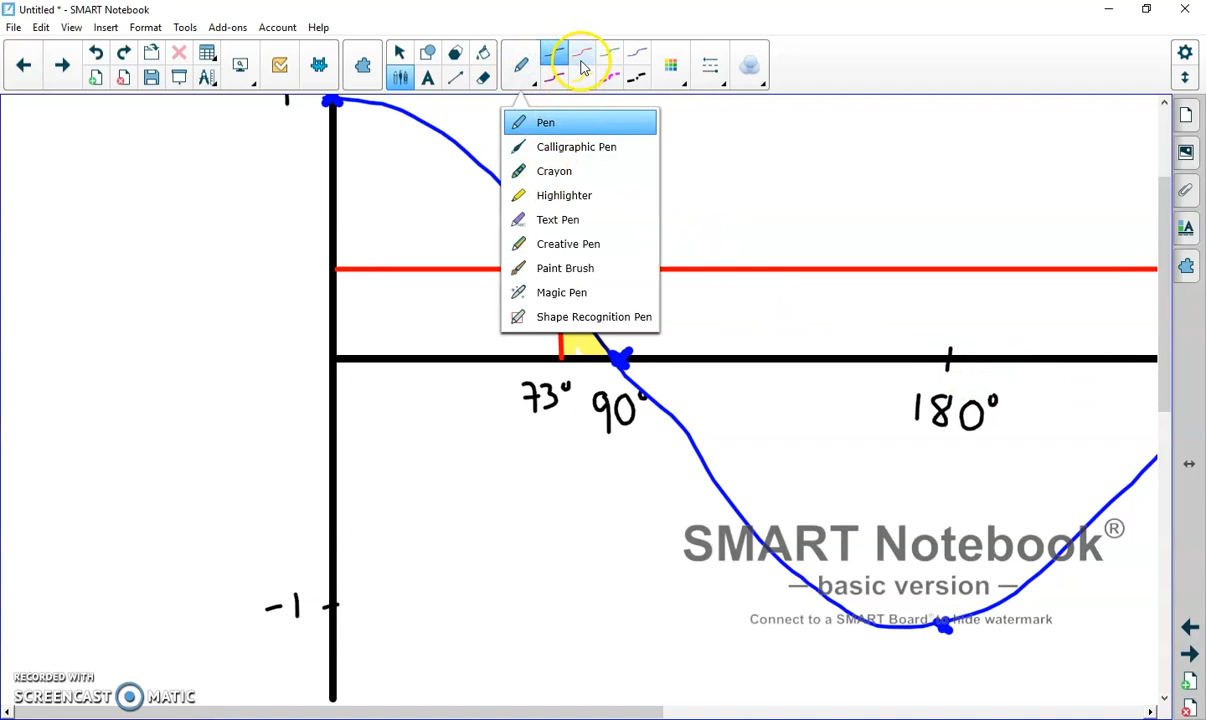 Untitled * - SMART Notebook
File Edit View Insert Format Tools Add-ons Account Help
Pen
Calligraphic Pen
Crayon
Highlighter
Text Pen
Creative Pen
Paint Brush
Magic Pen
Shape Recognition Pen
73° 90° 180°
SMART Notebook®
— basic version —
Connect to a SMART Board® to hide watermark
-1
RECORDED WITH
SCREENCAST MATIC